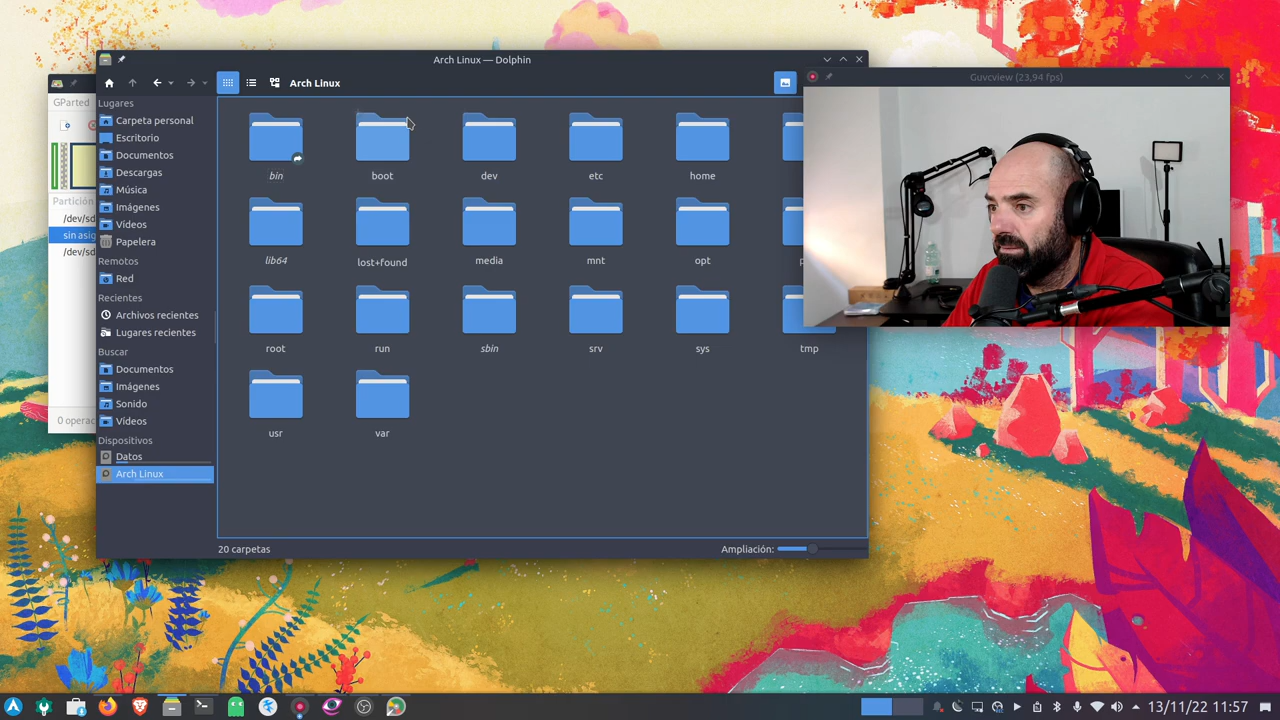 Arch Linux — Dolphin
Arch Linux
Guvcview (23,94 fps)
GParted
Partición
/dev/sd
sin asig
/dev/sd
0 operac
Lugares
Carpeta personal
Escritorio
Documentos
Descargas
Música
Imágenes
Vídeos
Papelera
Remotos
Red
Recientes
Archivos recientes
Lugares recientes
Buscar
Documentos
Imágenes
Sonido
Vídeos
Dispositivos
Datos
Arch Linux
bin boot dev etc home
lib64 lost+found media mnt opt
root run sbin srv sys tmp
usr var
20 carpetas
Ampliación:
13/11/22 11:57